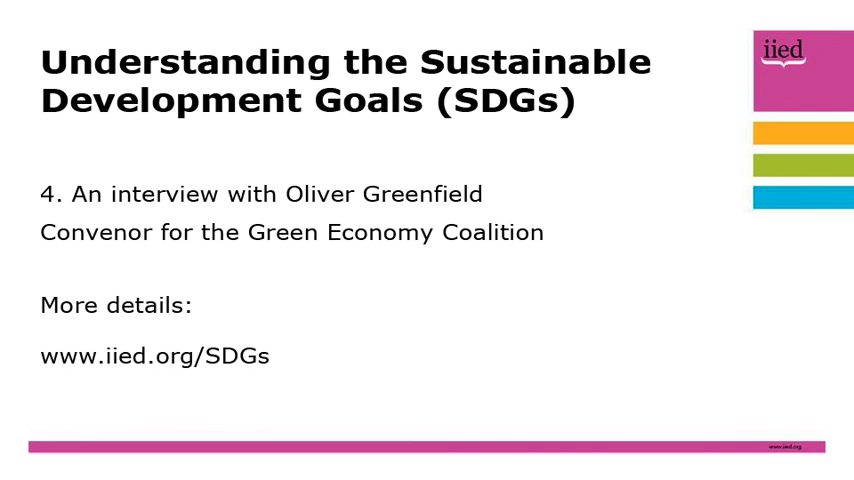 iied
Understanding the Sustainable
Development Goals (SDGs)
4. An interview with Oliver Greenfield
Convenor for the Green Economy Coalition
More details:
www.iied.org/SDGs
www.iied.org